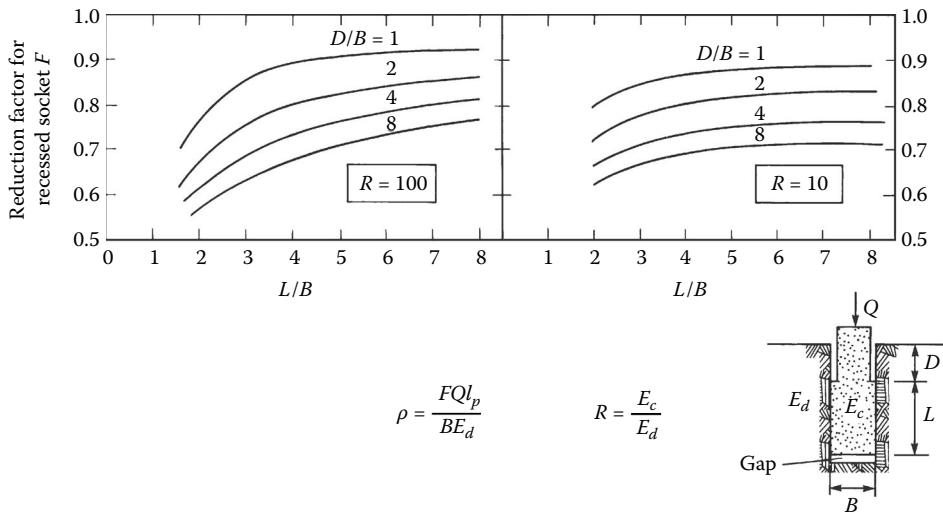 Reduction factor for
recessed socket F
1.0
0.9
0.8
0.7
0.6
0.5
D/B = 1
2
4
8
R = 100
0 1 2 3 4 5 6 7 8
L/B
D/B = 1
2
4
8
R = 10
1 2 3 4 5 6 7 8
L/B
1.0
0.9
0.8
0.7
0.6
0.5
ρ = FQlₚ / BE_d
R = E_c / E_d
Q
D
E_d
E_c
L
Gap
B